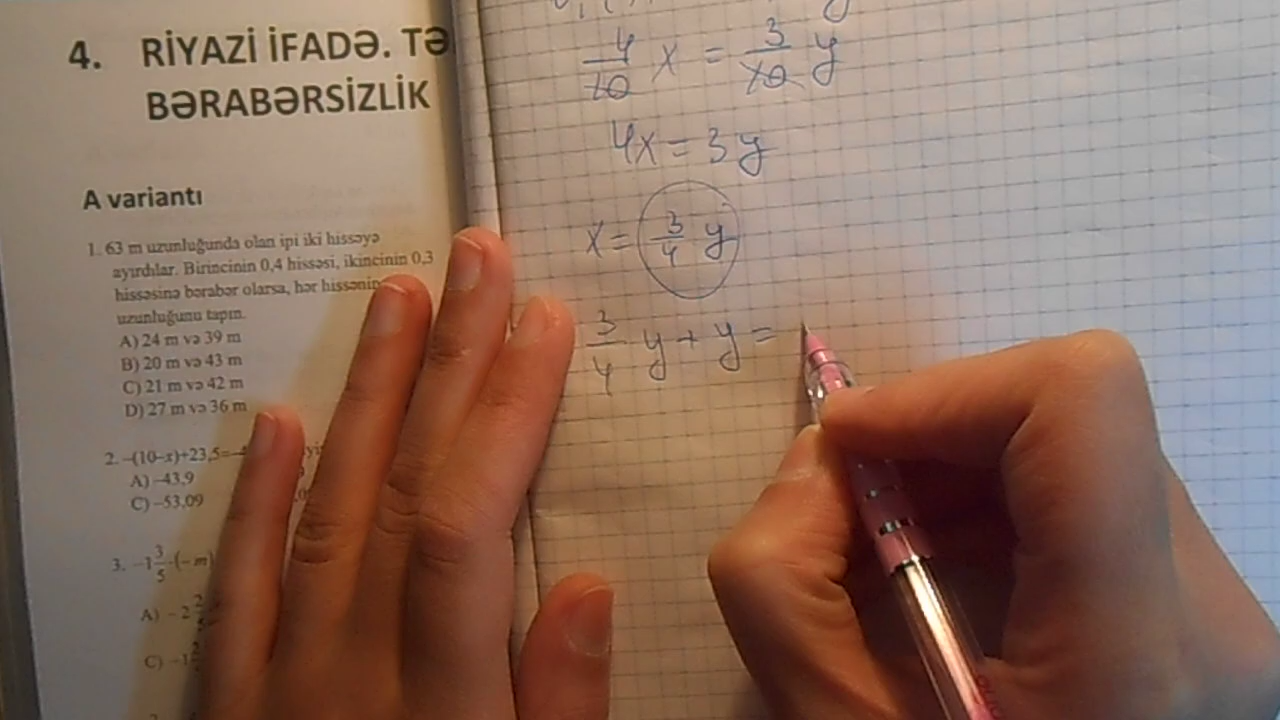 4. RİYAZİ İFADƏ. TƏ
BƏRABƏRSİZLİK
A variantı
1. 63 m uzunluğunda olan ipi iki hissəyə
ayırdılar. Birincinin 0,4 hissəsi, ikincinin 0,3
hissəsinə bərabər olarsa, hər hissənin
uzunluğunu tapın.
A) 24 m və 39 m
B) 20 m və 43 m
C) 21 m və 42 m
D) 27 m və 36 m
2. –(10–x)+23,5=–4
A) –43,9
C) –53,09
3. –1 3/5 ·(–m)
A) –2
C) –1
4/10 x = 3/10 y
4x = 3y
x = 3/4 y
3/4 y + y =